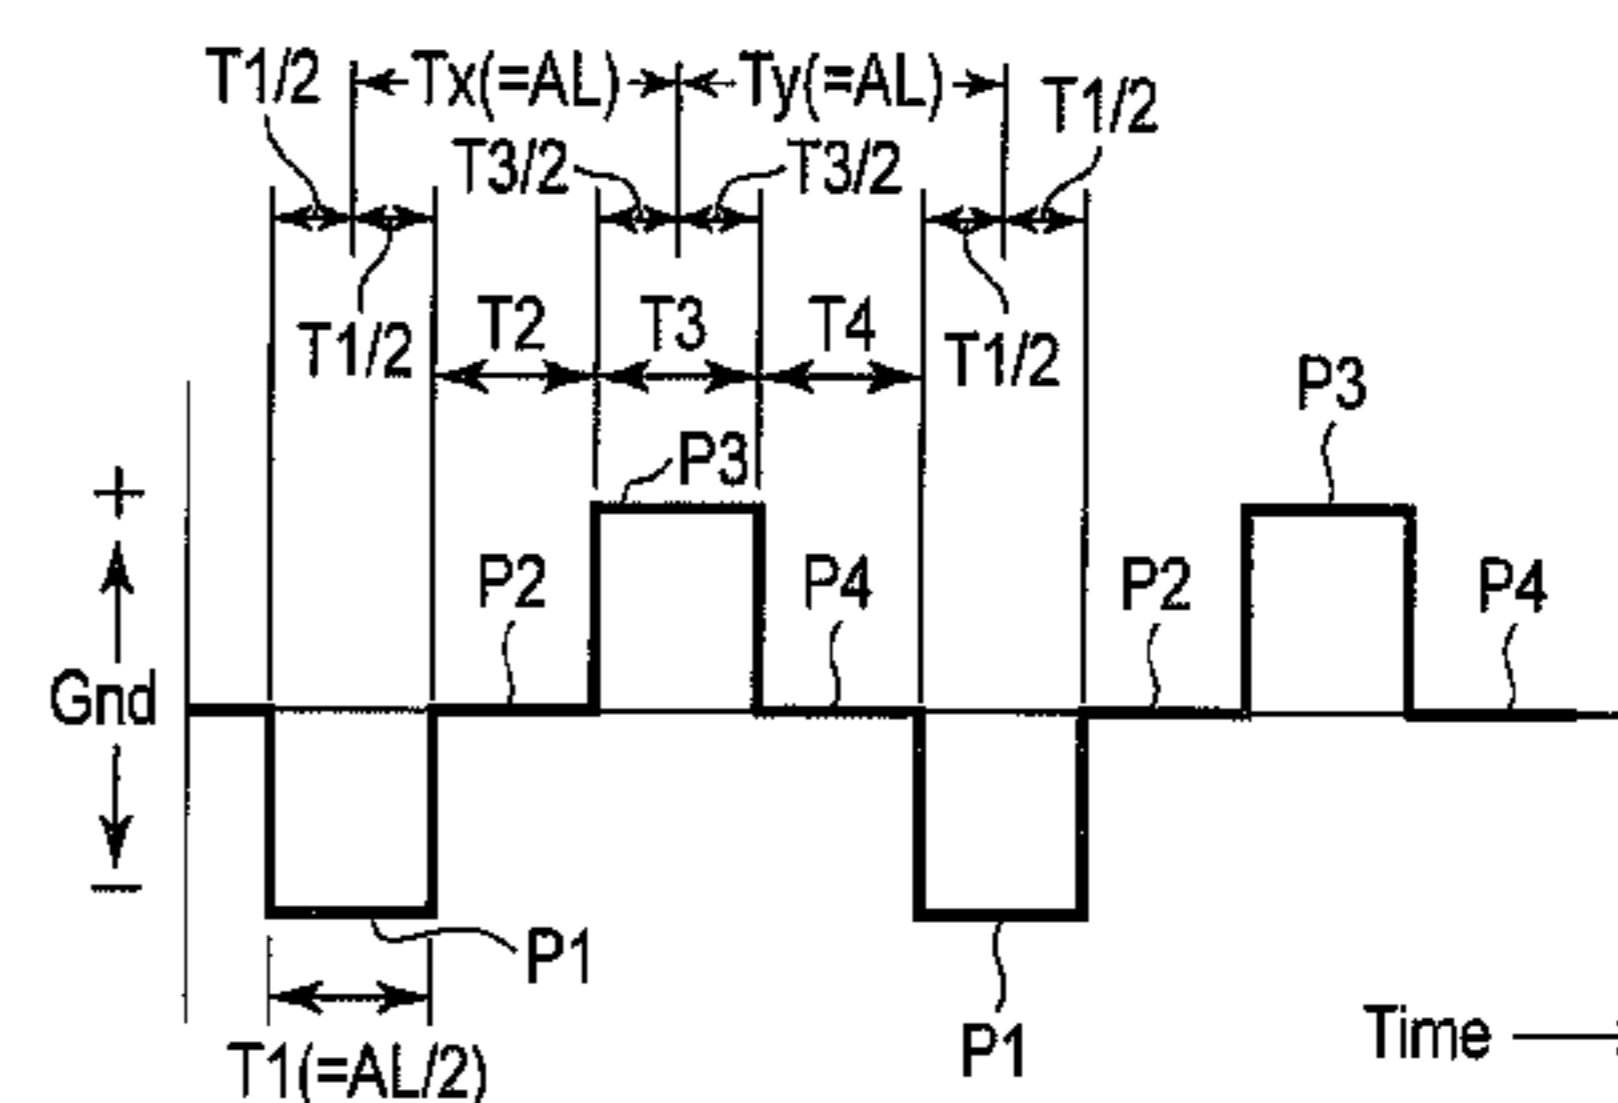 T1/2
Tx(=AL)
Ty(=AL)
T1/2
T3/2
T3/2
T1/2
T2
T3
T4
T1/2
P3
P3
+
P2
P4
P2
P4
Gnd
−
P1
P1
T1(=AL/2)
Time